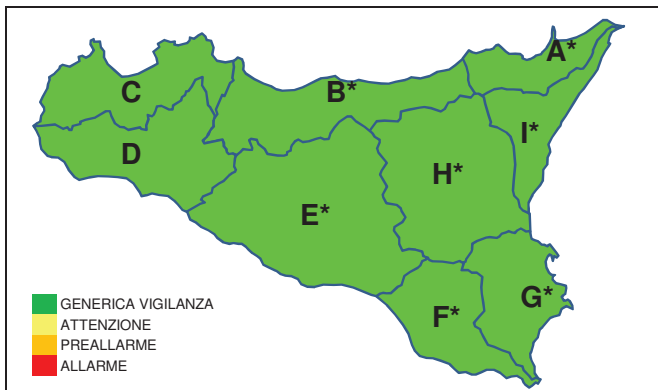 A*
C
B*
I*
D
H*
E*
G*
F*
GENERICA VIGILANZA
ATTENZIONE
PREALLARME
ALLARME